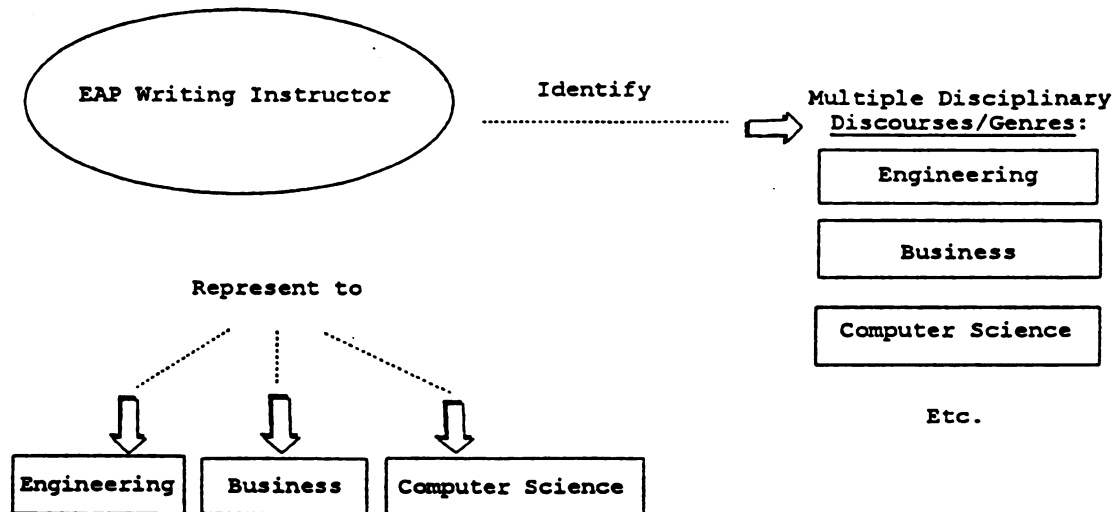 EAP Writing Instructor
Identify
Multiple Disciplinary
Discourses/Genres:
Engineering
Business
Computer Science
Etc.
Represent to
Engineering
Business
Computer Science